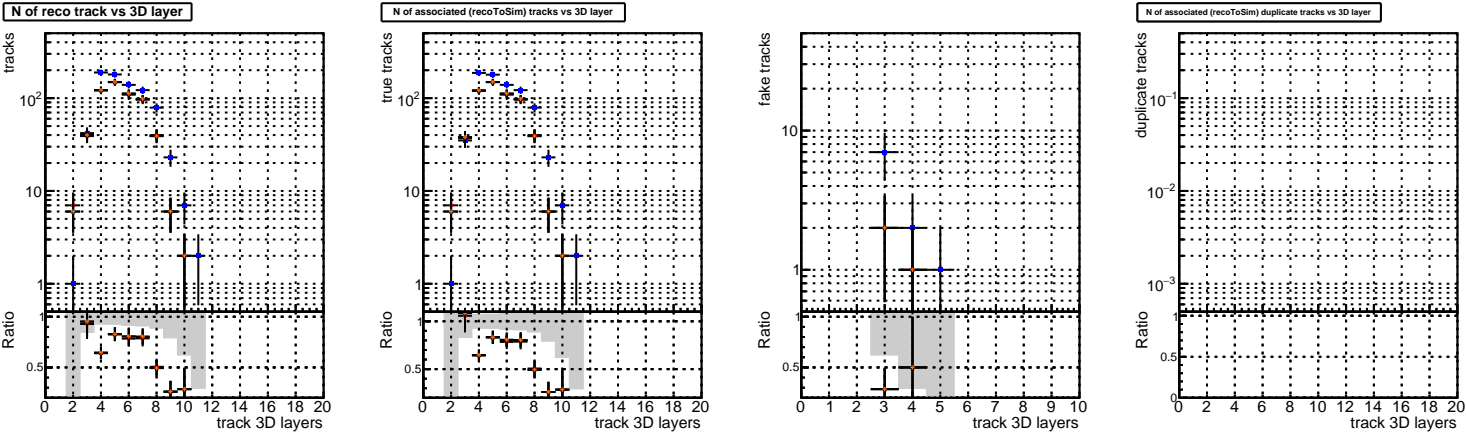 N of reco track vs 3D layer
tracks
10²
10
1
Ratio
1
0.5
0 2 4 6 8 10 12 14 16 18 20
track 3D layers
N of associated (recoToSim) tracks vs 3D layer
true tracks
10²
10
1
Ratio
1
0.5
0 2 4 6 8 10 12 14 16 18 20
track 3D layers
fake tracks
10
1
Ratio
1
0.5
0 1 2 3 4 5 6 7 8 9 10
track 3D layers
N of associated (recoToSim) duplicate tracks vs 3D layer
duplicate tracks
10⁻¹
10⁻²
10⁻³
Ratio
1
0.5
0
0 2 4 6 8 10 12 14 16 18 20
track 3D layers